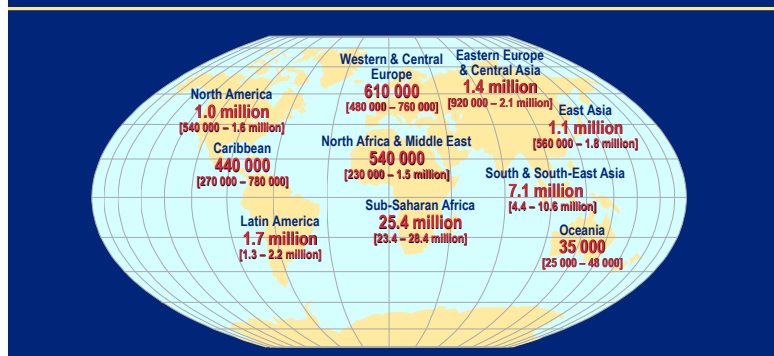 Western & Central
Europe
610 000
[480 000 – 760 000]
Eastern Europe
& Central Asia
1.4 million
[920 000 – 2.1 million]
North America
1.0 million
[540 000 – 1.6 million]
East Asia
1.1 million
[560 000 – 1.8 million]
Caribbean
440 000
[270 000 – 780 000]
North Africa & Middle East
540 000
[230 000 – 1.5 million]
South & South-East Asia
7.1 million
[4.4 – 10.6 million]
Sub-Saharan Africa
25.4 million
[23.4 – 28.4 million]
Latin America
1.7 million
[1.3 – 2.2 million]
Oceania
35 000
[25 000 – 48 000]